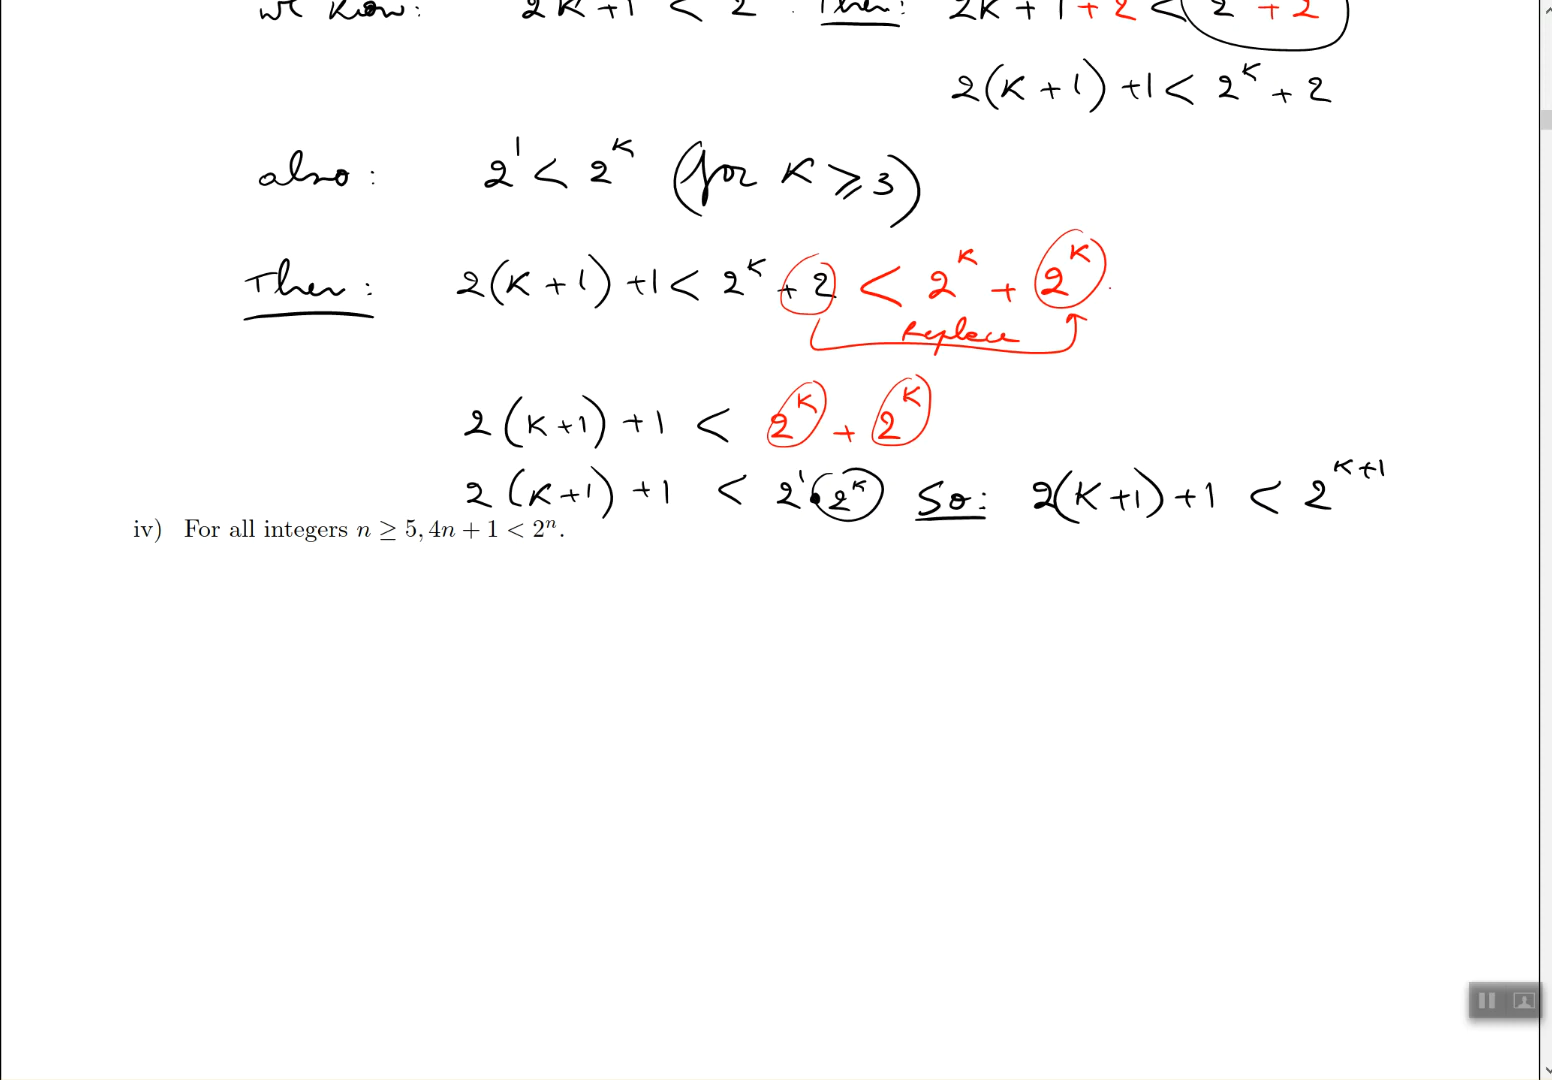 we know: 2K+1 < 2 . Then: 2K + 1 + 2 < 2 + 2
2(K+1)+1 < 2^K + 2
also: 2^1 < 2^K (for K ⩾ 3)
Then: 2(K+1)+1 < 2^K + 2 < 2^K + 2^K.
Replace
2(K+1)+1 < 2^K + 2^K
2(K+1)+1 < 2^1 • 2^K So: 2(K+1)+1 < 2^{K+1}
iv) For all integers n ≥ 5, 4n + 1 < 2^n.